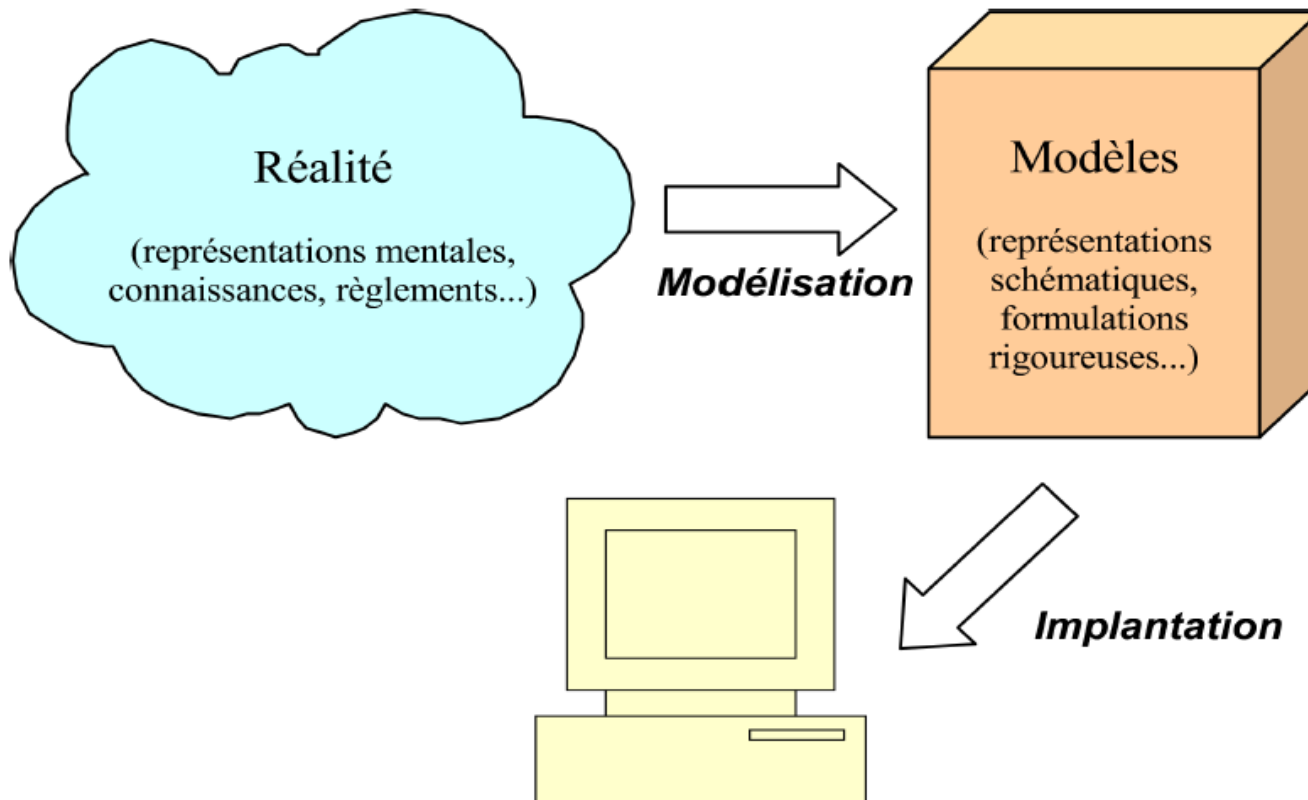 Réalité
(représentations mentales,
connaissances, règlements...)
Modélisation
Modèles
(représentations
schématiques,
formulations
rigoureuses...)
Implantation